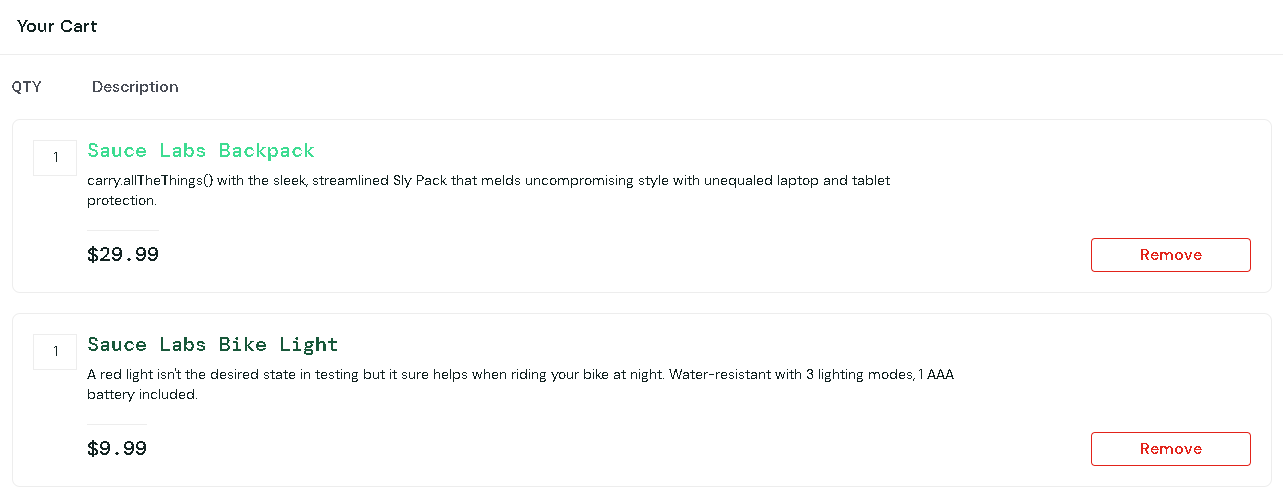 Your Cart
QTY Description
1 Sauce Labs Backpack
carry.allTheThings() with the sleek, streamlined Sly Pack that melds uncompromising style with unequaled laptop and tablet
protection.
$29.99 Remove
1 Sauce Labs Bike Light
A red light isn't the desired state in testing but it sure helps when riding your bike at night. Water-resistant with 3 lighting modes, 1 AAA
battery included.
$9.99 Remove